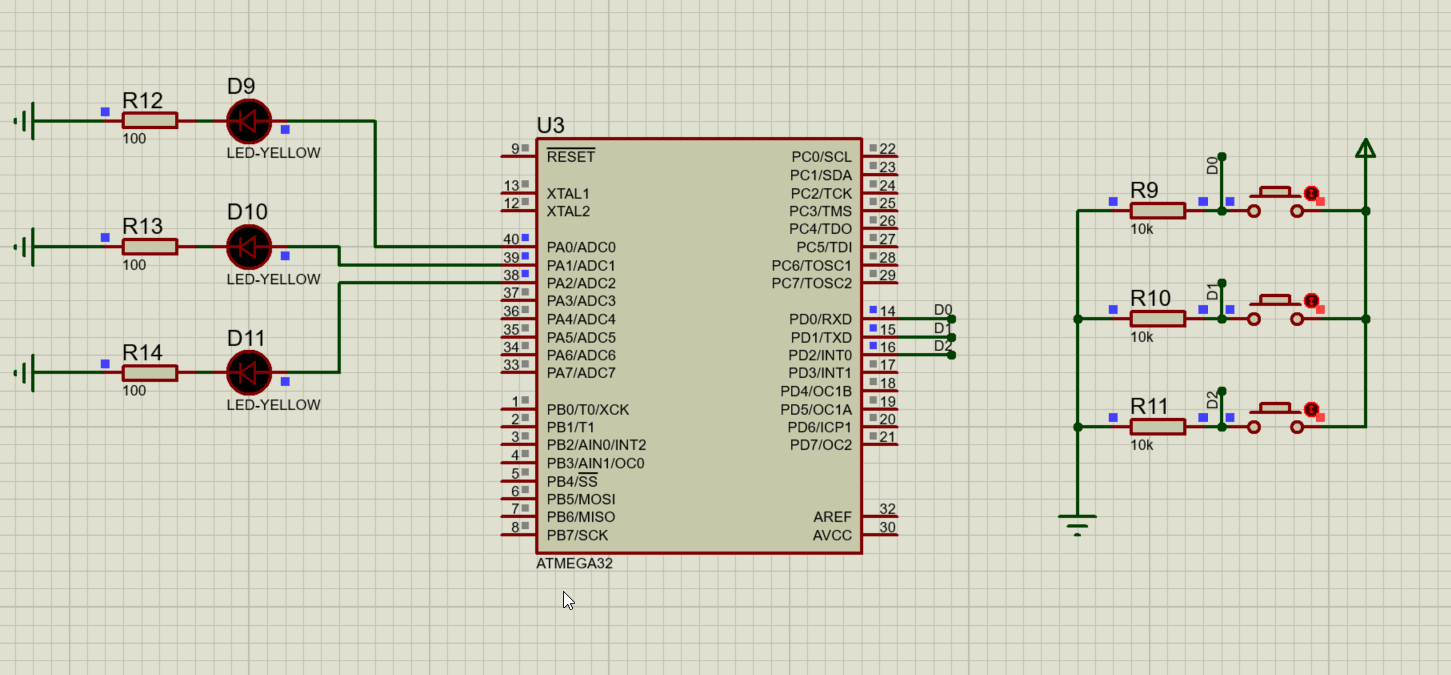 R12
100
D9
LED-YELLOW
R13
100
D10
LED-YELLOW
R14
100
D11
LED-YELLOW
U3
9 RESET
13 XTAL1
12 XTAL2
40 PA0/ADC0
39 PA1/ADC1
38 PA2/ADC2
37 PA3/ADC3
36 PA4/ADC4
35 PA5/ADC5
34 PA6/ADC6
33 PA7/ADC7
1 PB0/T0/XCK
2 PB1/T1
3 PB2/AIN0/INT2
4 PB3/AIN1/OC0
5 PB4/SS
6 PB5/MOSI
7 PB6/MISO
8 PB7/SCK
PC0/SCL 22
PC1/SDA 23
PC2/TCK 24
PC3/TMS 25
PC4/TDO 26
PC5/TDI 27
PC6/TOSC1 28
PC7/TOSC2 29
PD0/RXD 14 D0
PD1/TXD 15 D1
PD2/INT0 16 D2
PD3/INT1 17
PD4/OC1B 18
PD5/OC1A 19
PD6/ICP1 20
PD7/OC2 21
AREF 32
AVCC 30
ATMEGA32
D0
R9
10k
D1
R10
10k
D2
R11
10k